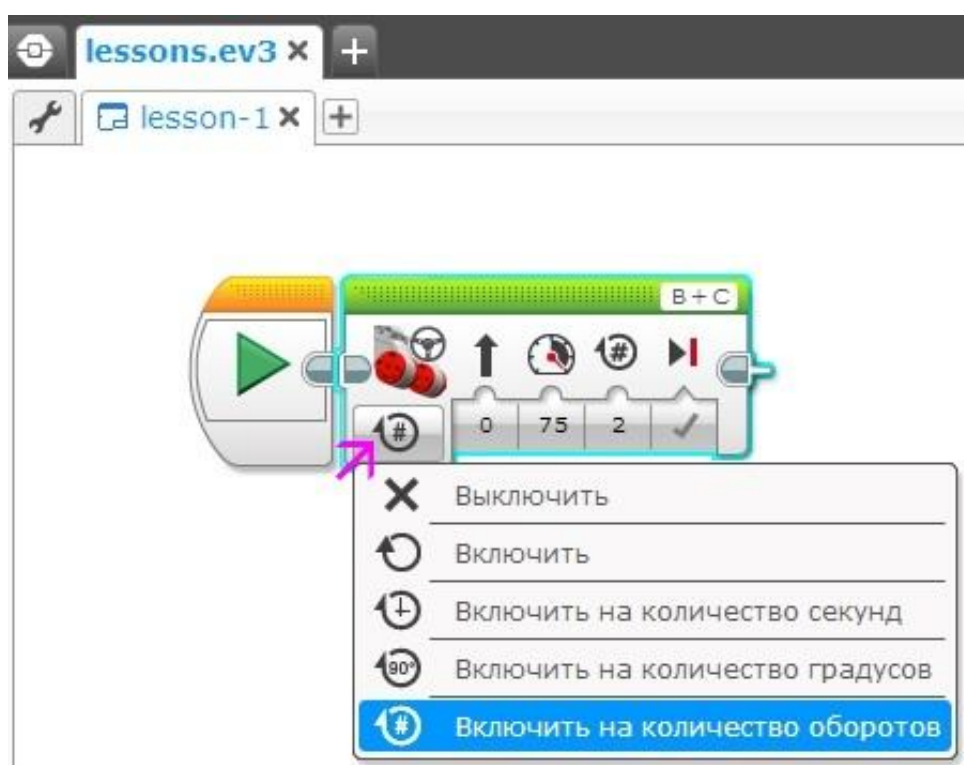 lessons.ev3
lesson-1
B + C
#
0 75 2
#
Выключить
Включить
Включить на количество секунд
90° Включить на количество градусов
# Включить на количество оборотов